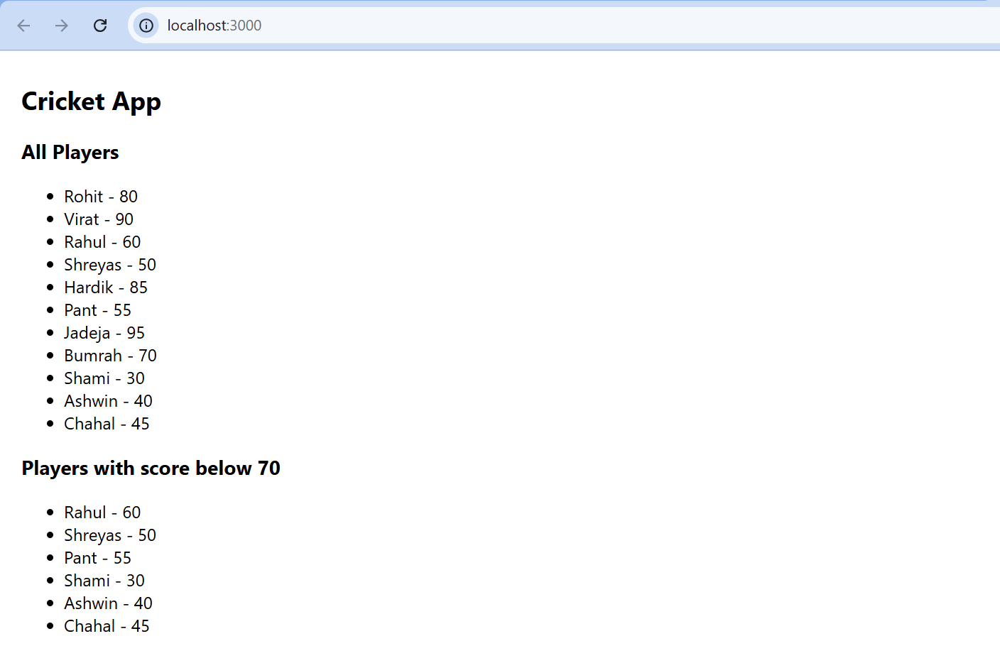 localhost:3000
Cricket App
All Players
Rohit - 80
Virat - 90
Rahul - 60
Shreyas - 50
Hardik - 85
Pant - 55
Jadeja - 95
Bumrah - 70
Shami - 30
Ashwin - 40
Chahal - 45
Players with score below 70
Rahul - 60
Shreyas - 50
Pant - 55
Shami - 30
Ashwin - 40
Chahal - 45